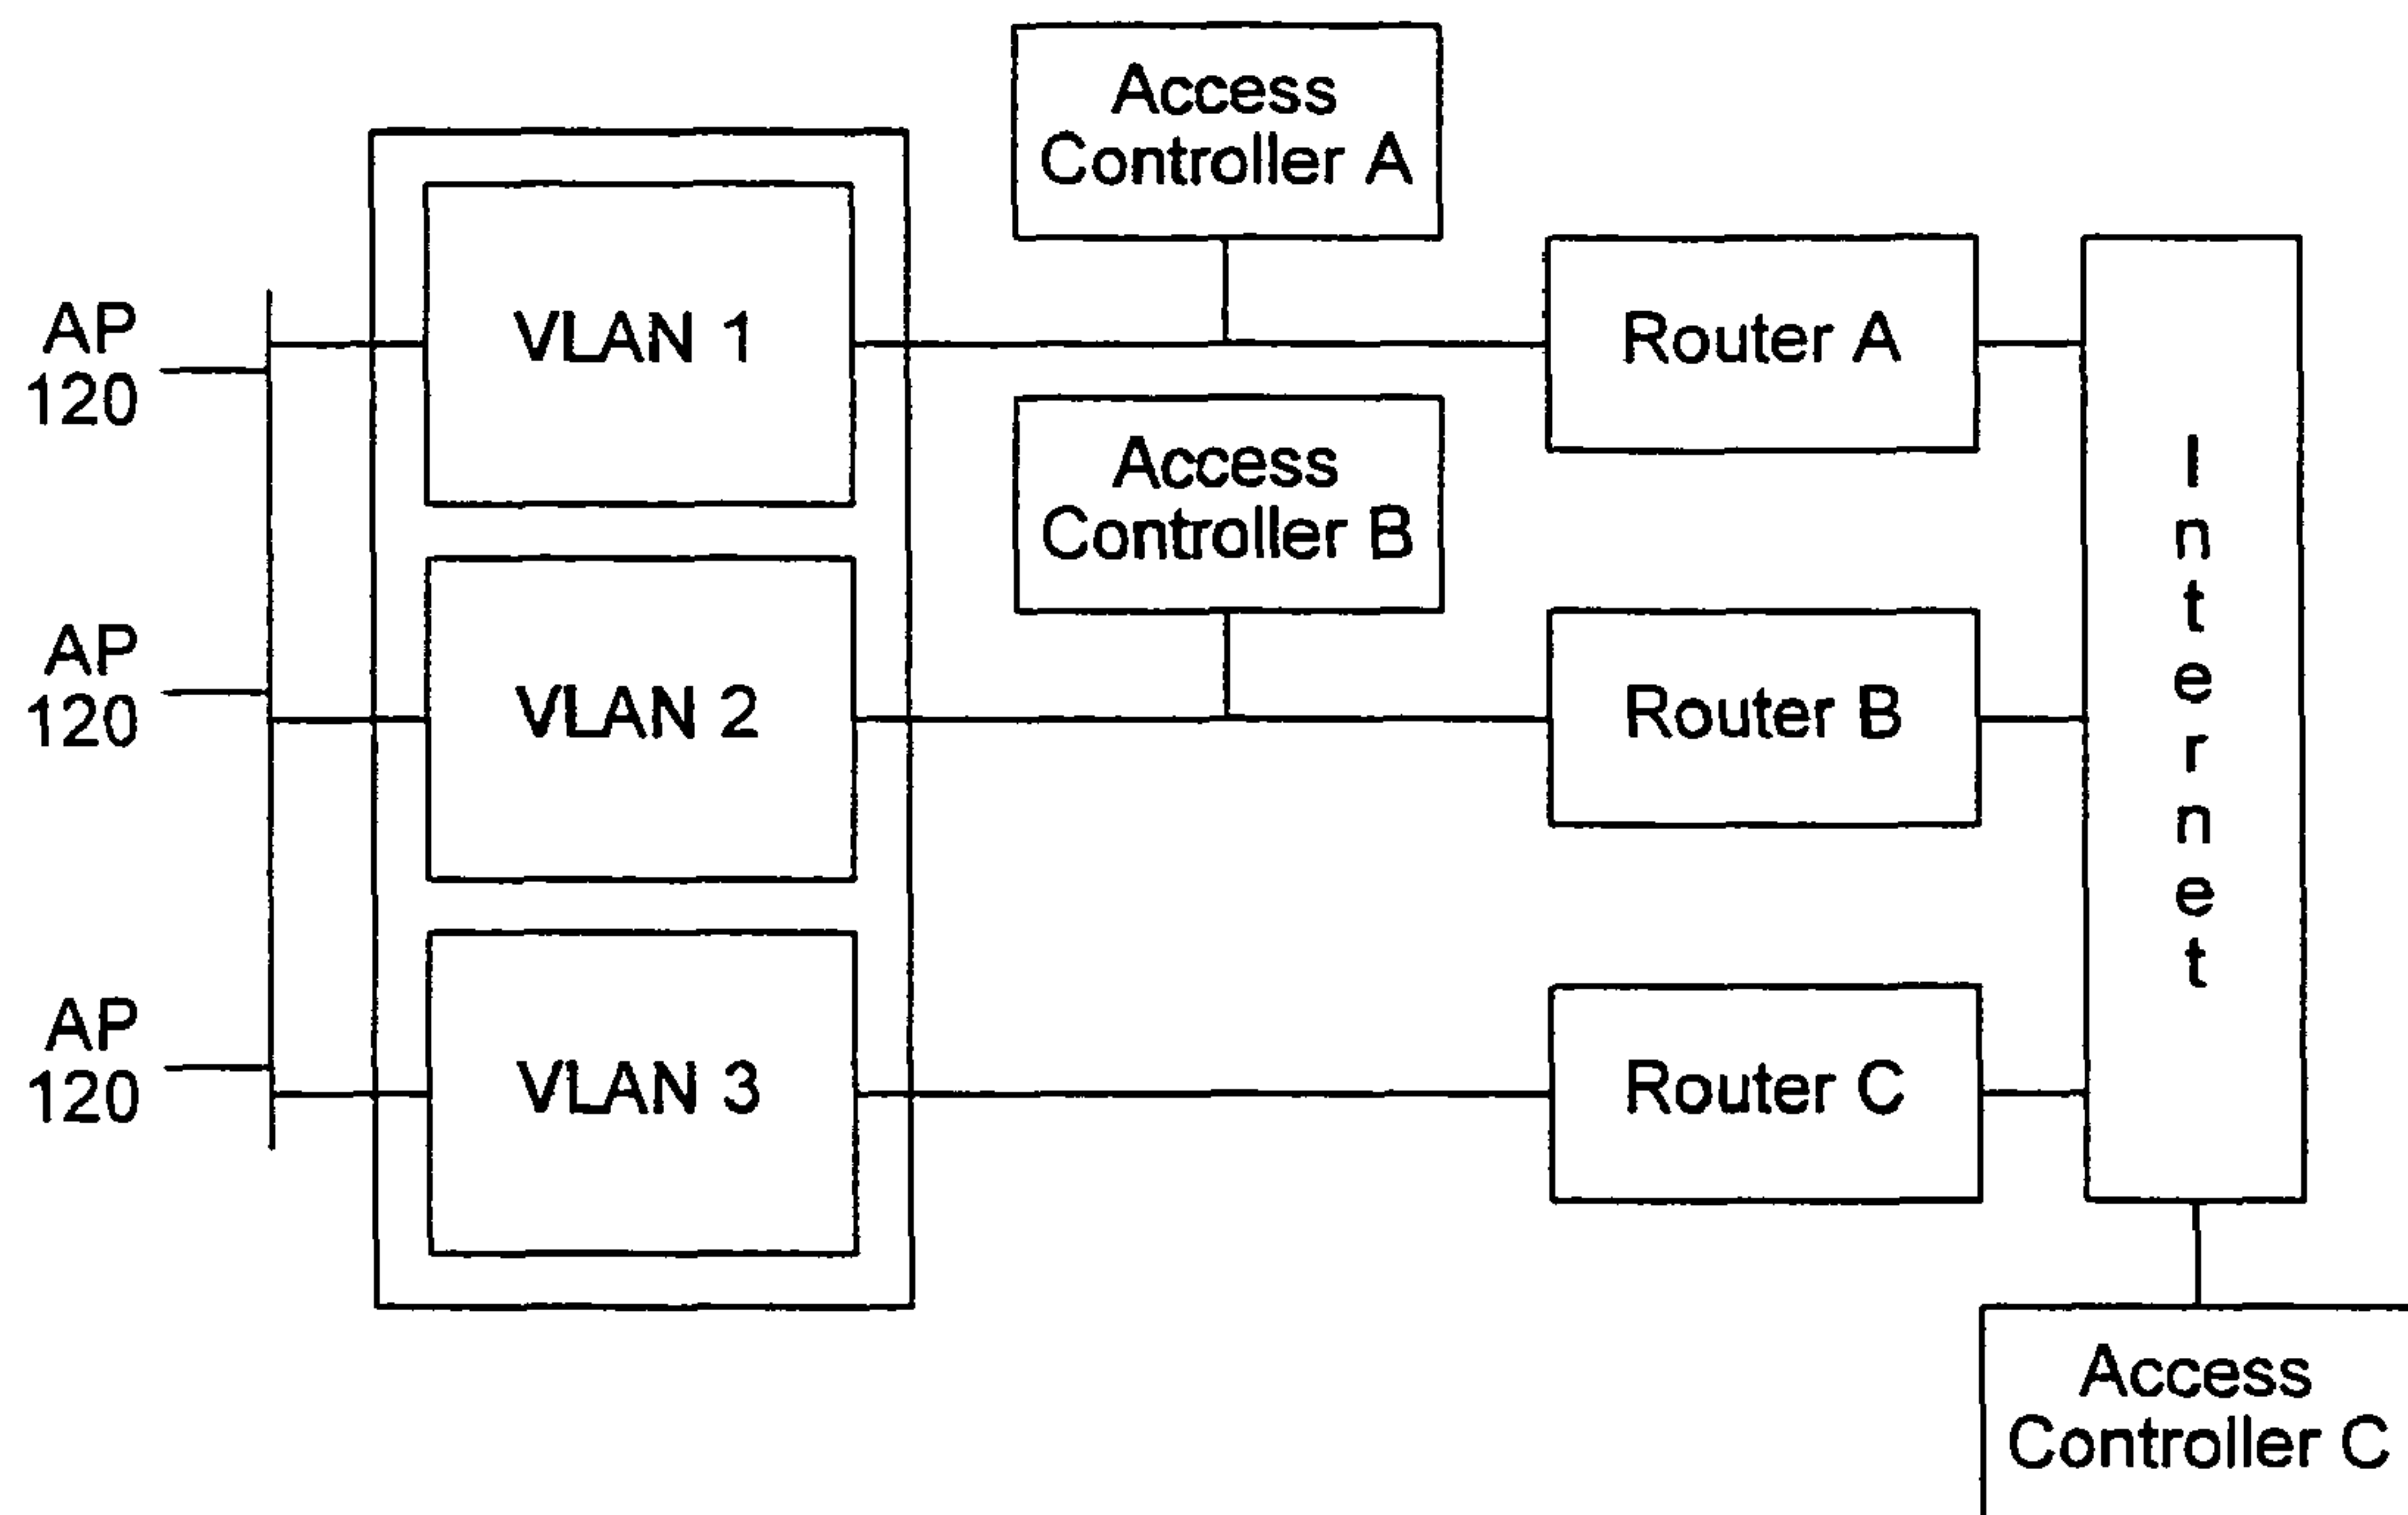 Access
Controller A
AP
120
VLAN 1
Router A
Access
Controller B
AP
120
VLAN 2
Router B
AP
120
VLAN 3
Router C
Internet
Access
Controller C